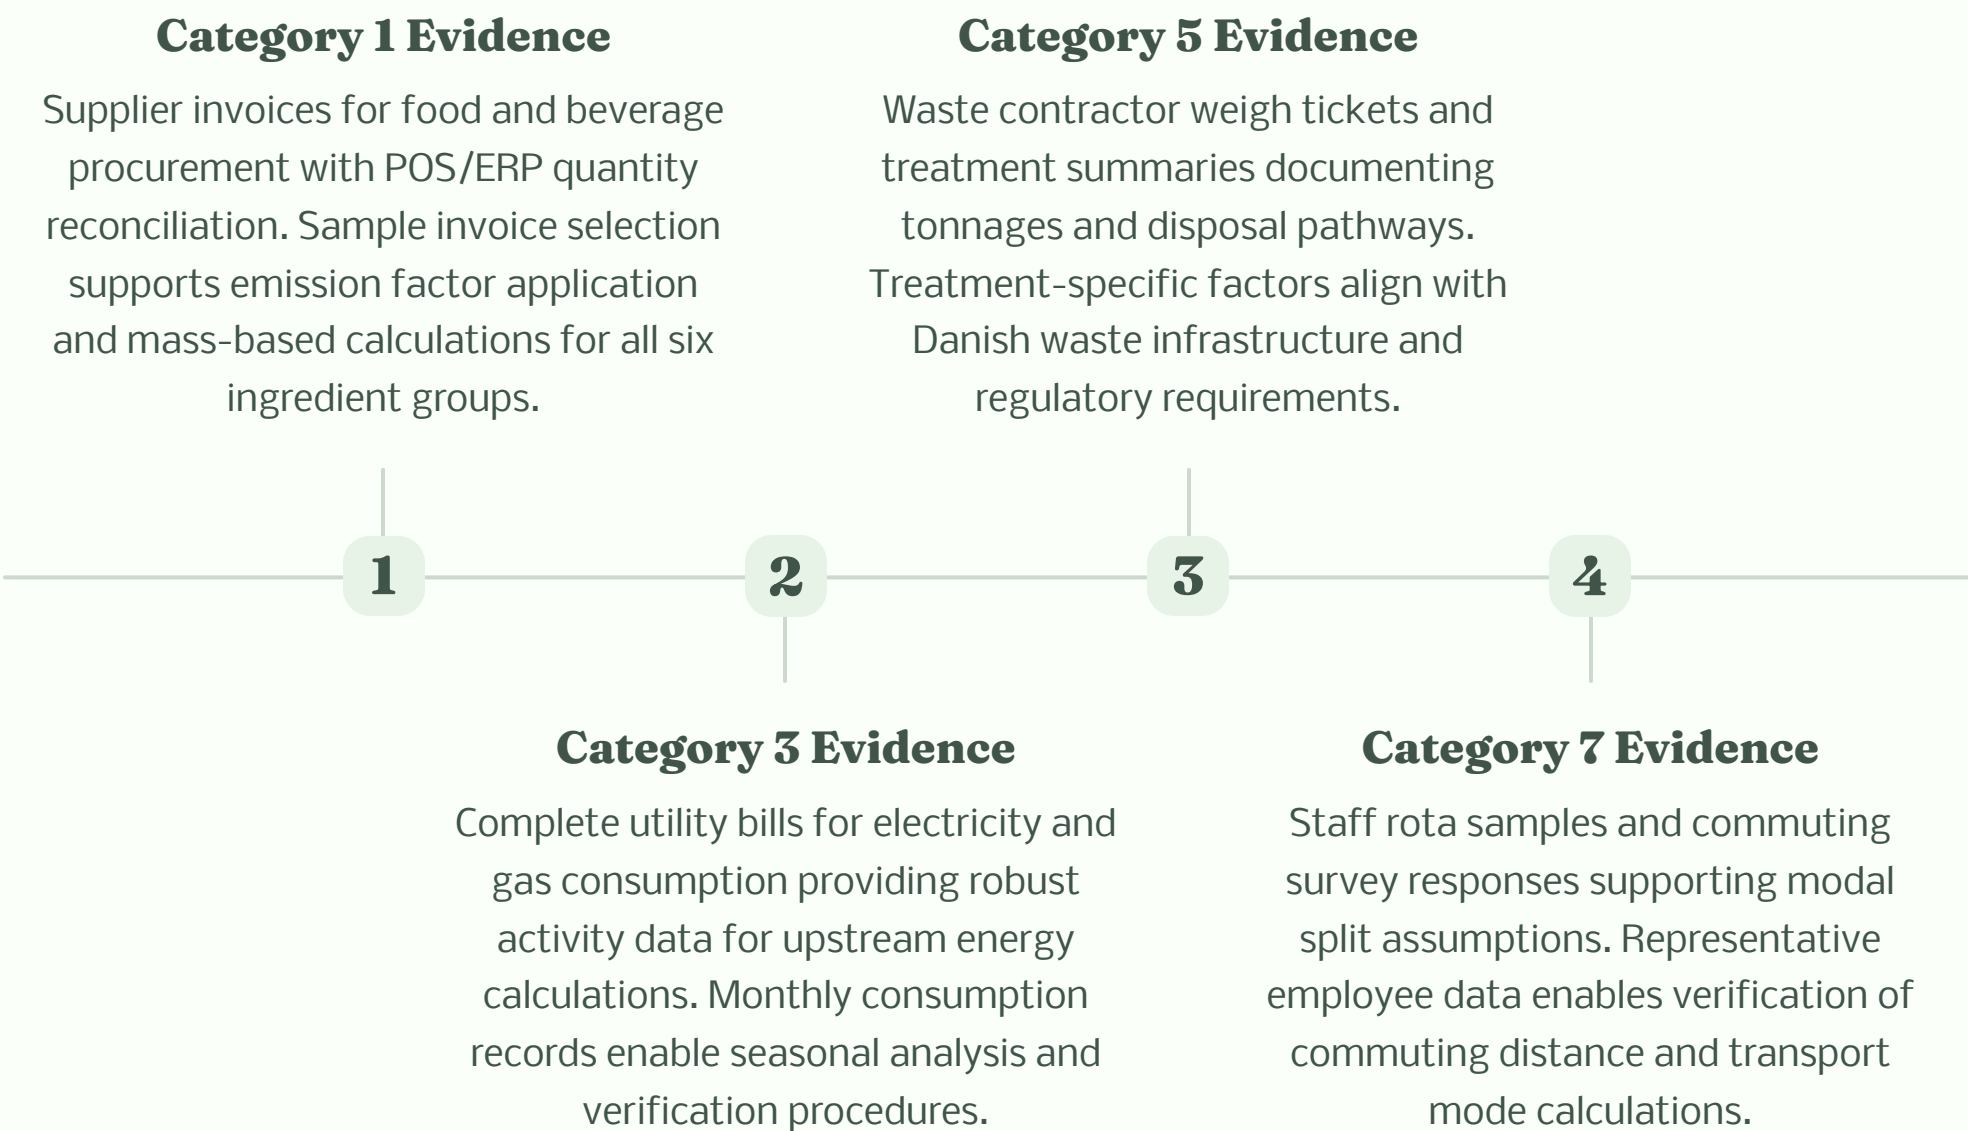 Category 1 Evidence
Supplier invoices for food and beverage
procurement with POS/ERP quantity
reconciliation. Sample invoice selection
supports emission factor application
and mass-based calculations for all six
ingredient groups.
Category 5 Evidence
Waste contractor weigh tickets and
treatment summaries documenting
tonnages and disposal pathways.
Treatment-specific factors align with
Danish waste infrastructure and
regulatory requirements.
1
2
3
4
Category 3 Evidence
Complete utility bills for electricity and
gas consumption providing robust
activity data for upstream energy
calculations. Monthly consumption
records enable seasonal analysis and
verification procedures.
Category 7 Evidence
Staff rota samples and commuting
survey responses supporting modal
split assumptions. Representative
employee data enables verification of
commuting distance and transport
mode calculations.